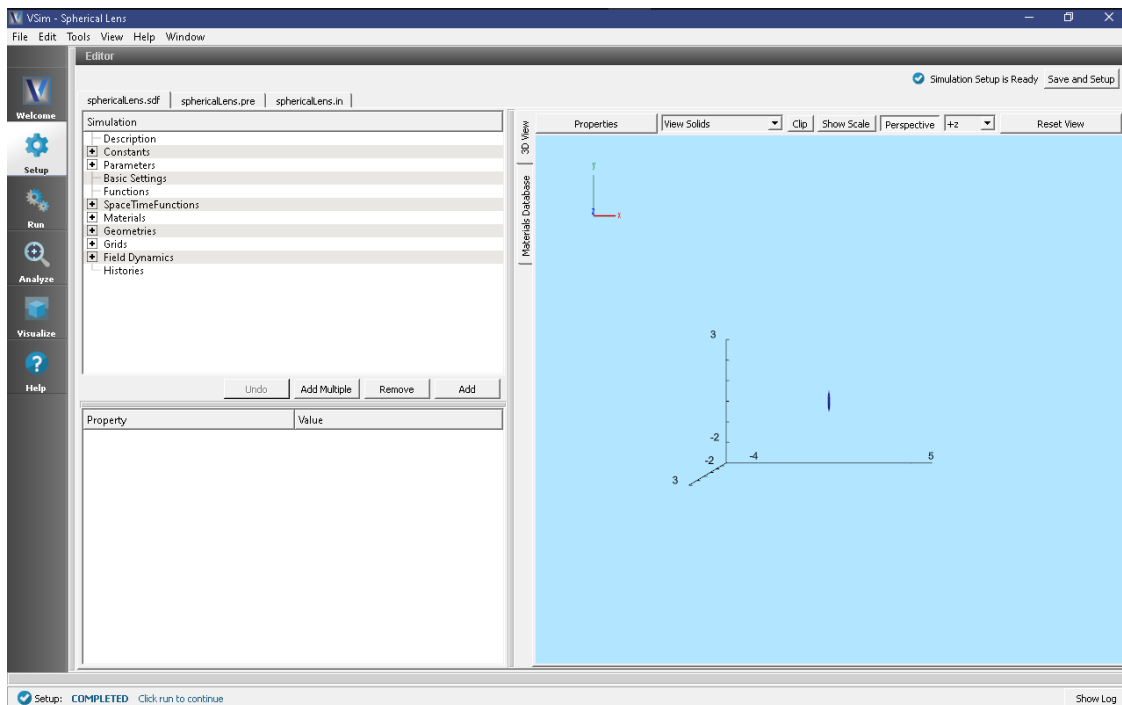 VSim - Spherical Lens
File Edit Tools View Help Window
Editor
Simulation Setup is Ready Save and Setup
Welcome
Setup
Run
Analyze
Visualize
Help
sphericalLens.sdf sphericalLens.pre sphericalLens.in
Simulation
Description
Constants
Parameters
Basic Settings
Functions
SpaceTimeFunctions
Materials
Geometries
Grids
Field Dynamics
Histories
Undo Add Multiple Remove Add
Property Value
3D View
Materials Database
Properties View Solids Clip Show Scale Perspective +z Reset View
y
z x
3
-2
-2 -4 5
3
Setup: COMPLETED Click run to continue Show Log